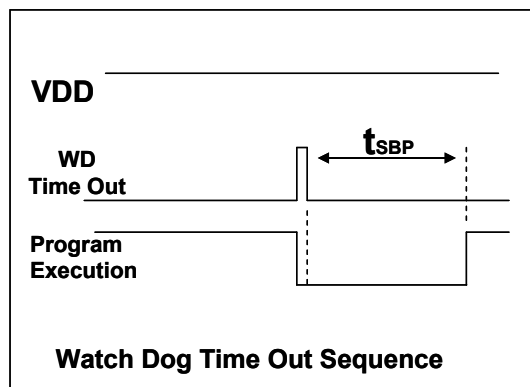 VDD
tSBP
WD
Time Out
Program
Execution
Watch Dog Time Out Sequence